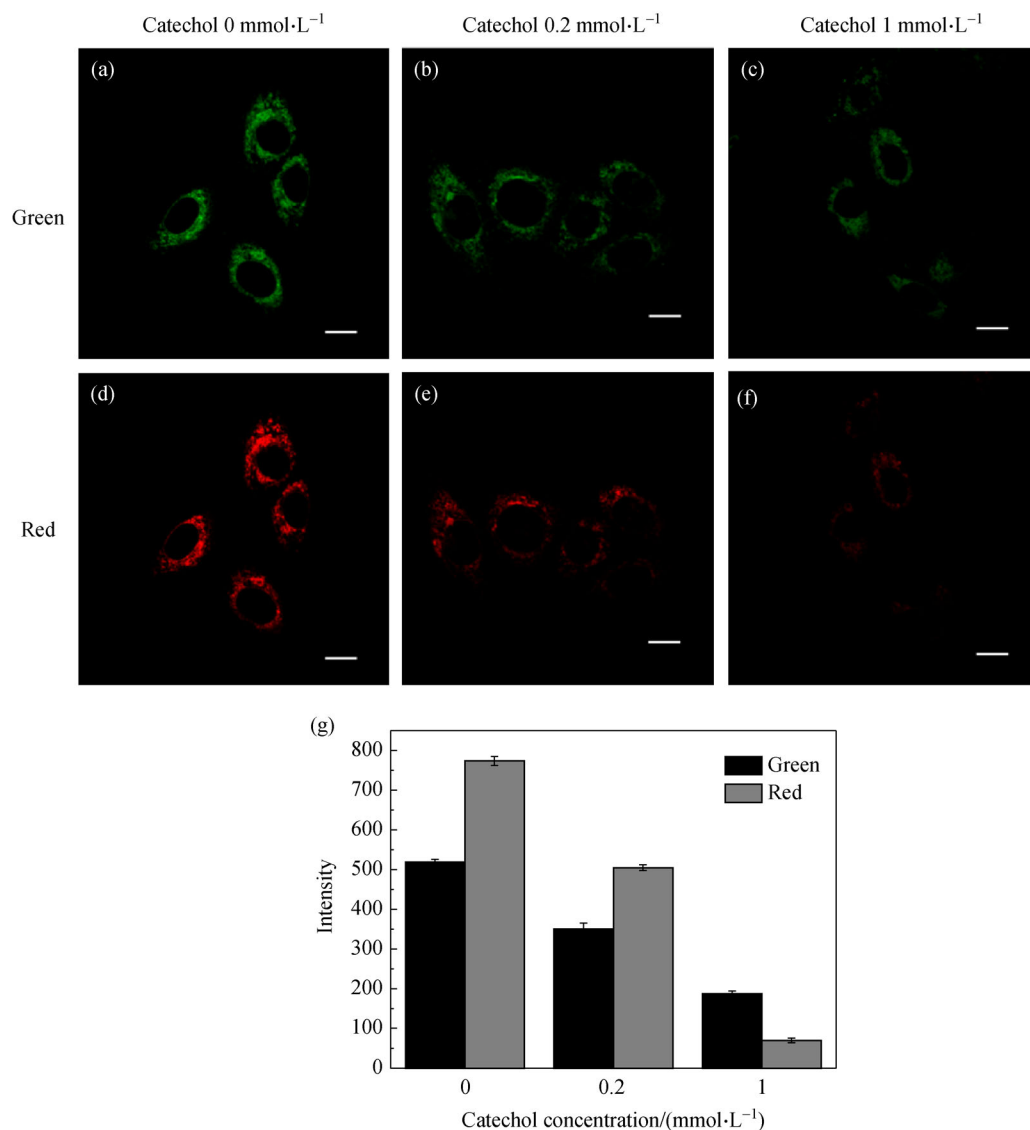 Catechol 0 mmol·L⁻¹
Catechol 0.2 mmol·L⁻¹
Catechol 1 mmol·L⁻¹
(a)
(b)
(c)
Green
(d)
(e)
(f)
Red
(g)
800
700
600
500
400
300
200
100
0
Intensity
Green
Red
0
0.2
1
Catechol concentration/(mmol·L⁻¹)